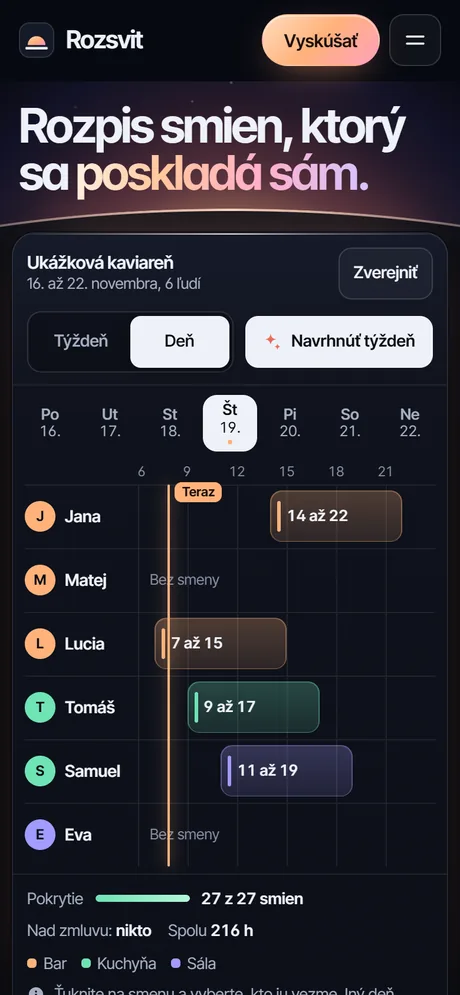 Rozsvit
Vyskúšať
Rozpis smien, ktorý
sa poskladá sám.
Ukážková kaviareň
16. až 22. novembra, 6 ľudí
Zverejniť
Týždeň
Deň
Navrhnúť týždeň
Po Ut St Št Pi So Ne
16. 17. 18. 19. 20. 21. 22.
6 9 12 15 18 21
Teraz
J Jana 14 až 22
M Matej Bez smeny
L Lucia 7 až 15
T Tomáš 9 až 17
S Samuel 11 až 19
E Eva Bez smeny
Pokrytie 27 z 27 smien
Nad zmluvu: nikto Spolu 216 h
Bar Kuchyňa Sála
Ťuknite na smenu a vyberte, kto ju vezme. Iný deň